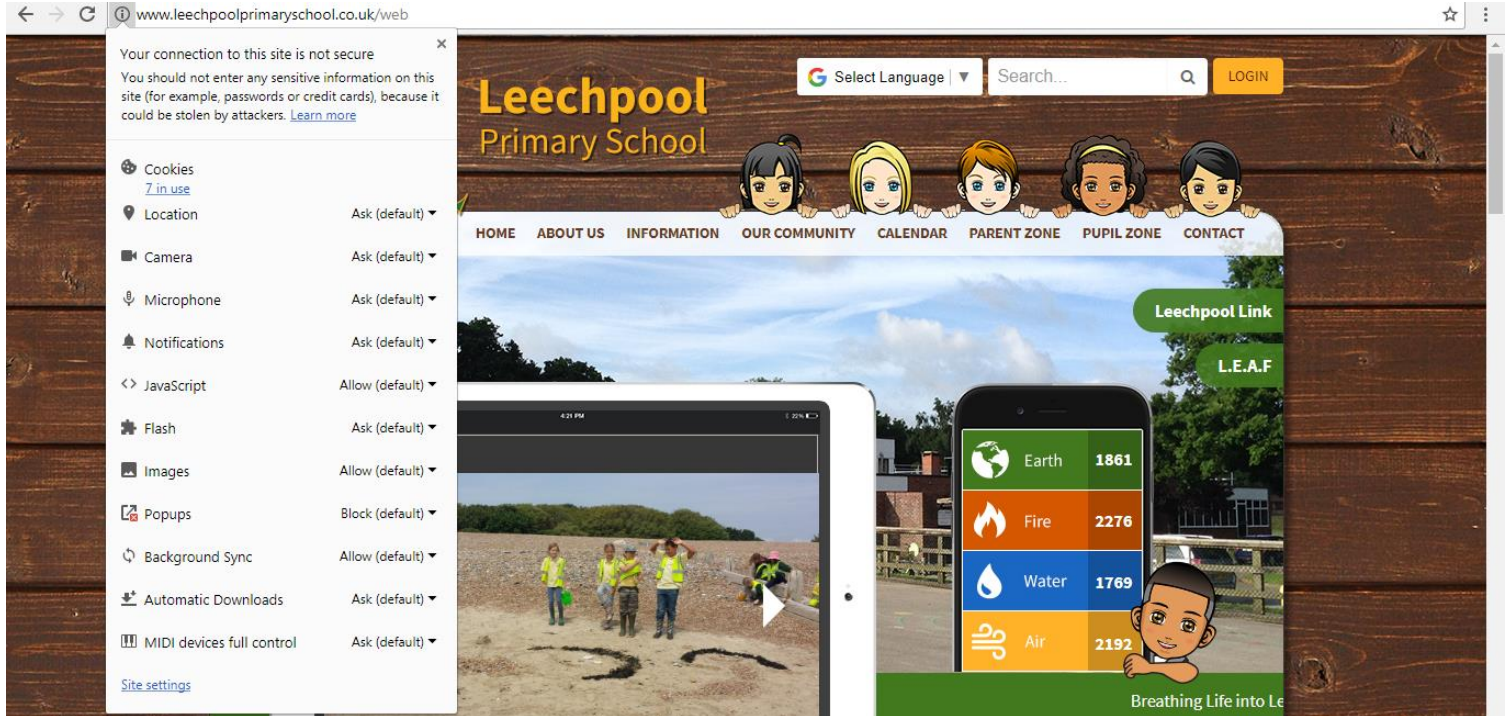 www.leechpoolprimaryschool.co.uk/web
Your connection to this site is not secure
You should not enter any sensitive information on this
site (for example, passwords or credit cards), because it
could be stolen by attackers. Learn more
Cookies
7 in use
Location Ask (default)
Camera Ask (default)
Microphone Ask (default)
Notifications Ask (default)
JavaScript Allow (default)
Flash Ask (default)
Images Allow (default)
Popups Block (default)
Background Sync Allow (default)
Automatic Downloads Ask (default)
MIDI devices full control Ask (default)
Site settings
Leechpool
Primary School
Select Language
Search...
LOGIN
HOME ABOUT US INFORMATION OUR COMMUNITY CALENDAR PARENT ZONE PUPIL ZONE CONTACT
Leechpool Link
L.E.A.F
4:21 PM 22%
Earth 1861
Fire 2276
Water 1769
Air 2192
Breathing Life into Le